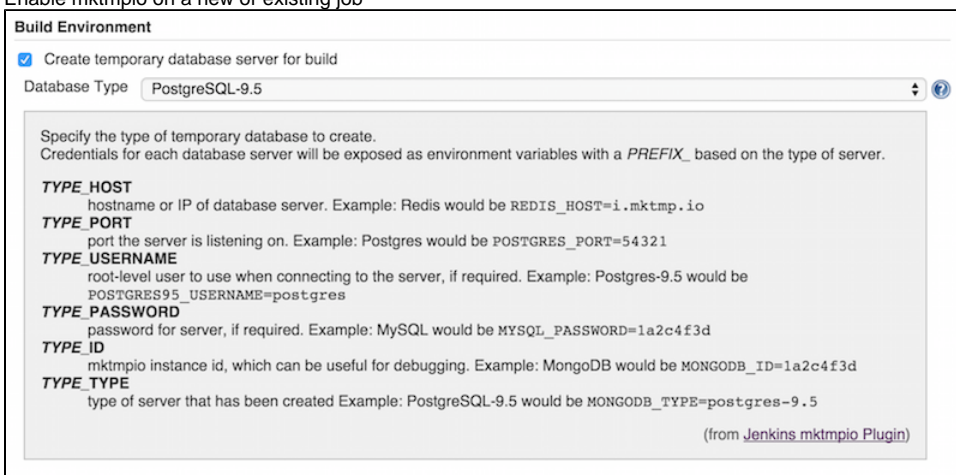 Enable mktmpio on a new or existing job
Build Environment
Create temporary database server for build
Database Type PostgreSQL-9.5
Specify the type of temporary database to create.
Credentials for each database server will be exposed as environment variables with a PREFIX_ based on the type of server.
TYPE_HOST
hostname or IP of database server. Example: Redis would be REDIS_HOST=i.mktmp.io
TYPE_PORT
port the server is listening on. Example: Postgres would be POSTGRES_PORT=54321
TYPE_USERNAME
root-level user to use when connecting to the server, if required. Example: Postgres-9.5 would be
POSTGRES95_USERNAME=postgres
TYPE_PASSWORD
password for server, if required. Example: MySQL would be MYSQL_PASSWORD=1a2c4f3d
TYPE_ID
mktmpio instance id, which can be useful for debugging. Example: MongoDB would be MONGODB_ID=1a2c4f3d
TYPE_TYPE
type of server that has been created Example: PostgreSQL-9.5 would be MONGODB_TYPE=postgres-9.5
(from Jenkins mktmpio Plugin)